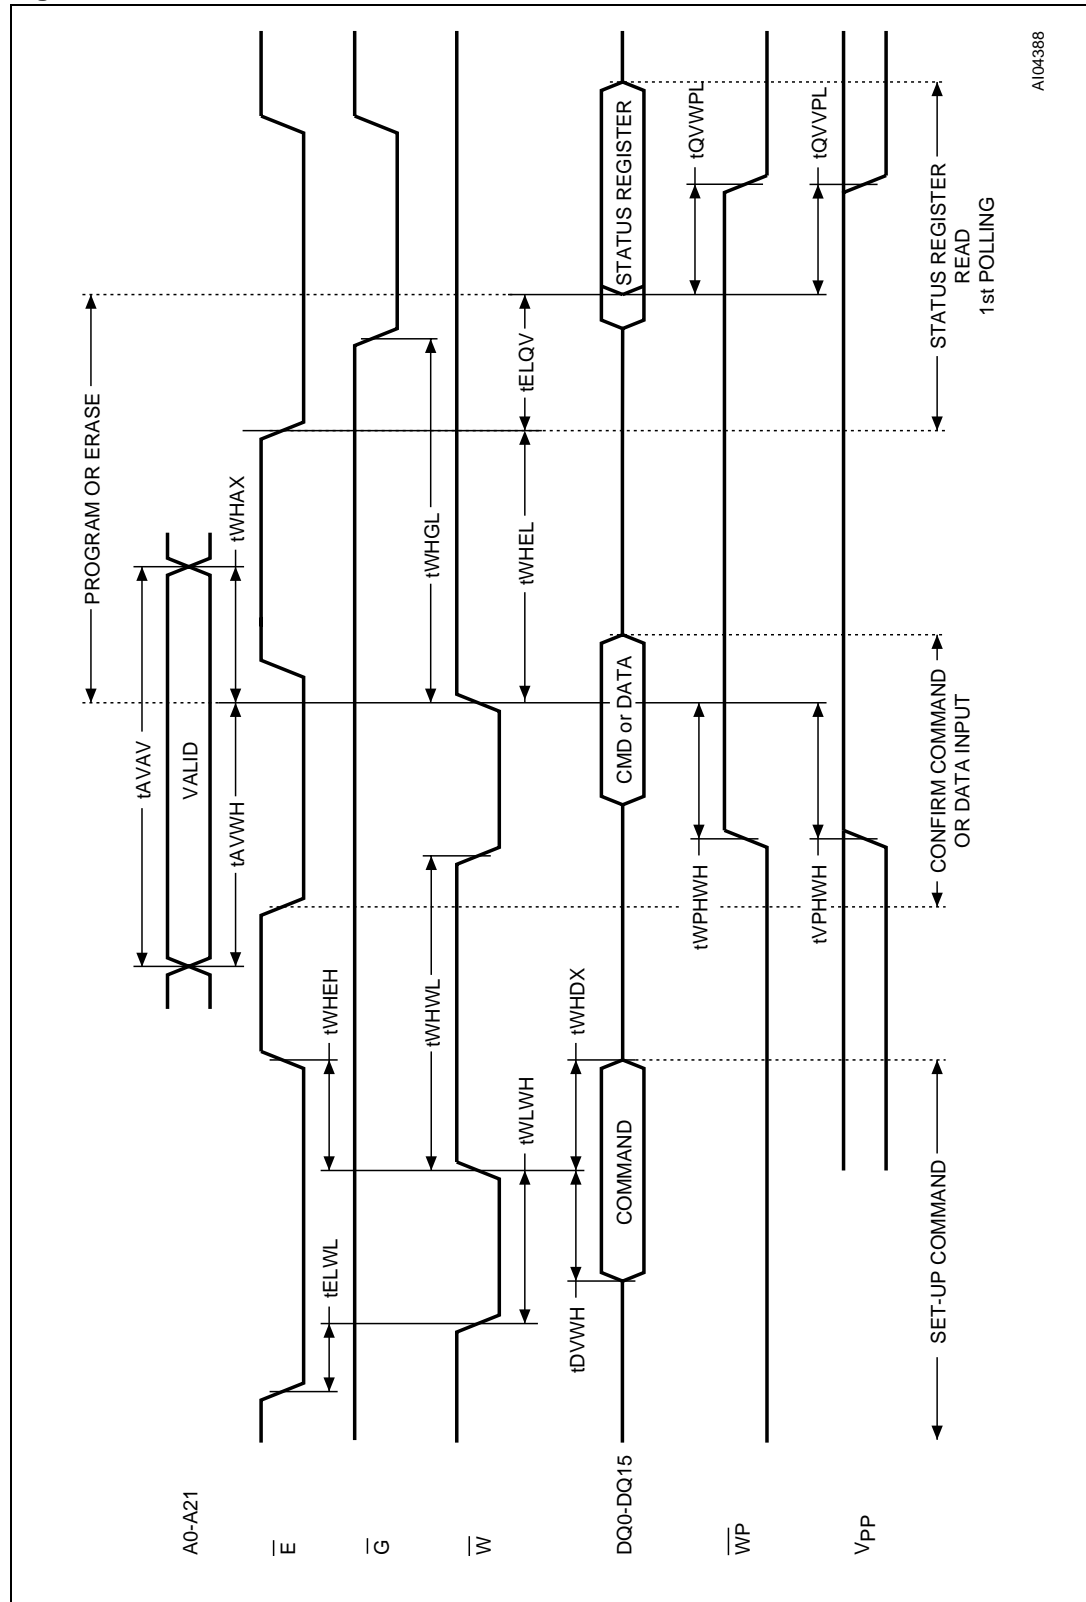 PROGRAM OR ERASE
tAVAV
A0-A21
VALID
tAVWH
tWHAX
E
tELWL
tWHEH
G
tWHGL
W
tWHWL
tWLWH
tWHEL
tELQV
tDVWH
tWHDX
DQ0-DQ15
COMMAND
CMD or DATA
STATUS REGISTER
WP
tWPHWH
tQVWPL
VPP
tVPHWH
tQVVPL
SET-UP COMMAND
CONFIRM COMMAND
OR DATA INPUT
STATUS REGISTER
READ
1st POLLING
AI04388